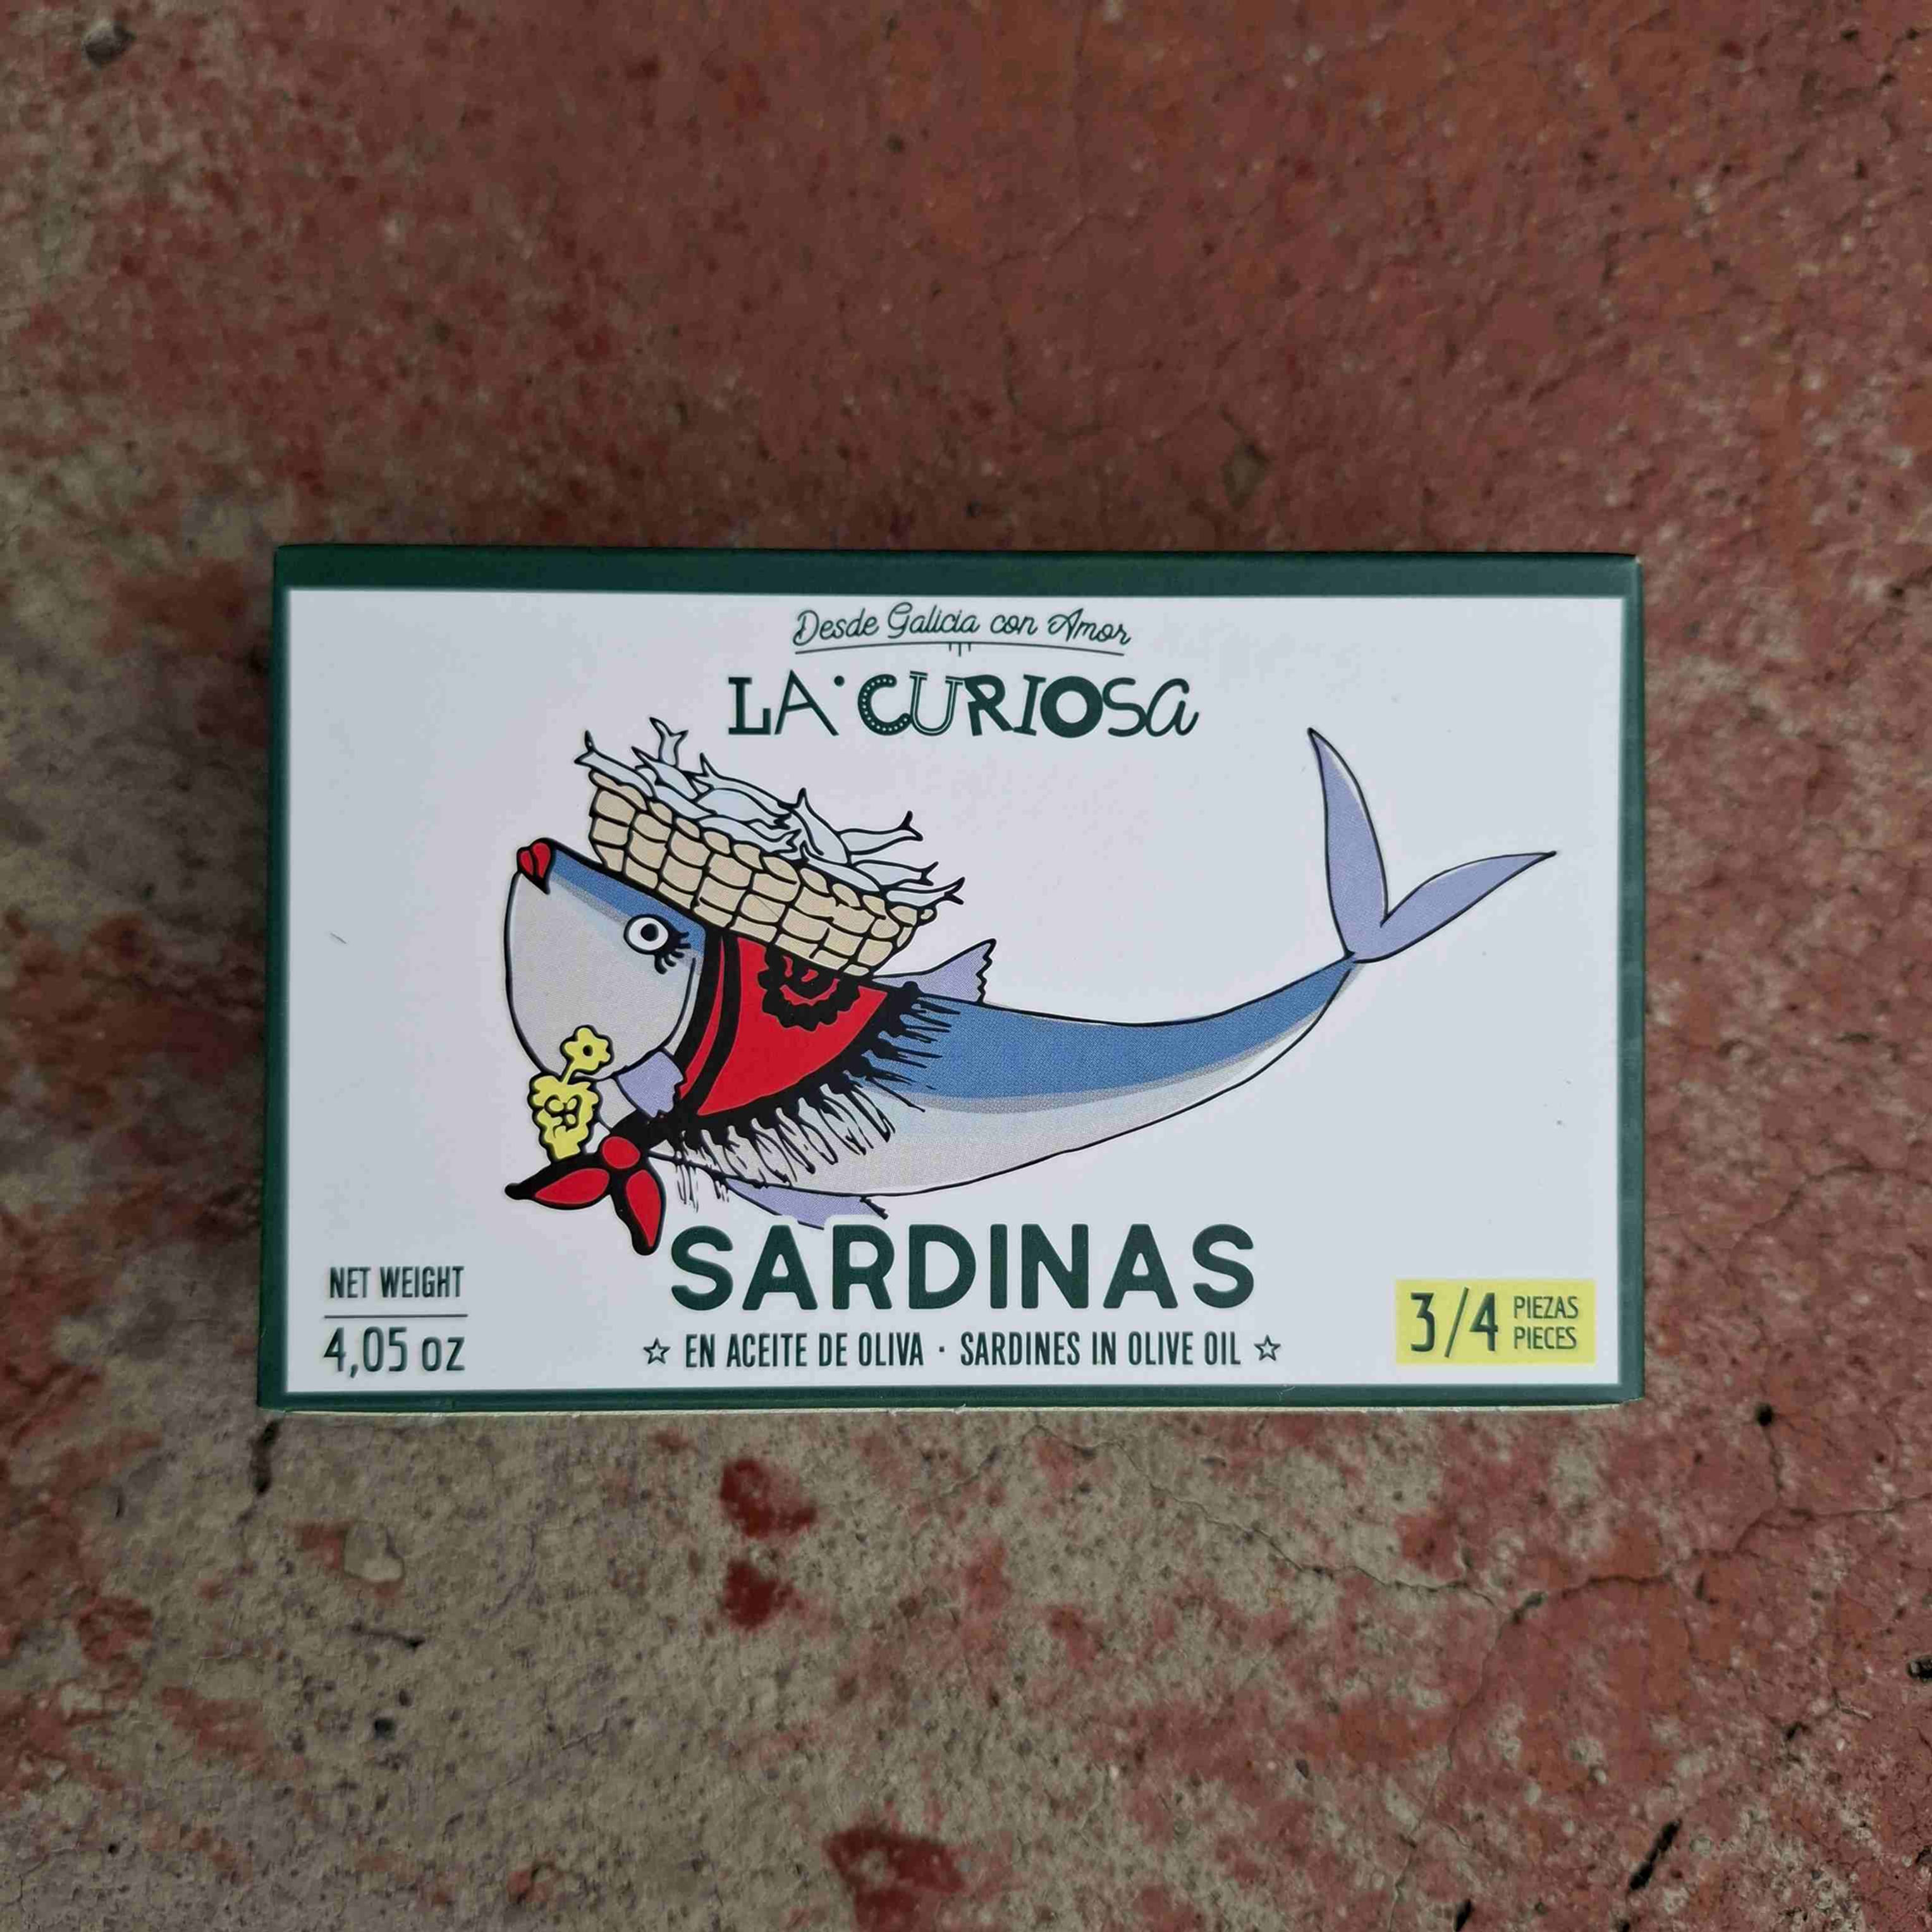 Desde Galicia con Amor
LA CURIOSA
SARDINAS
☆ EN ACEITE DE OLIVA · SARDINES IN OLIVE OIL ☆
NET WEIGHT
4,05 oz
3/4 PIEZAS
PIECES